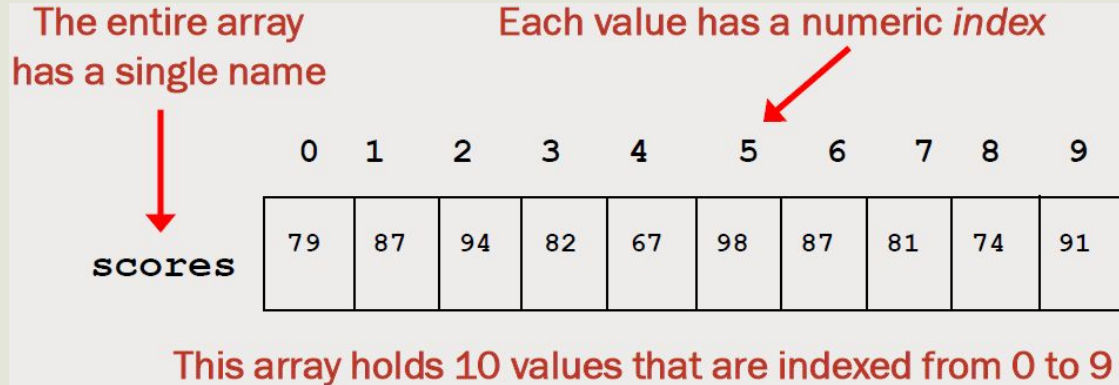 The entire array
has a single name
Each value has a numeric index
0 1 2 3 4 5 6 7 8 9
scores 79 87 94 82 67 98 87 81 74 91
This array holds 10 values that are indexed from 0 to 9